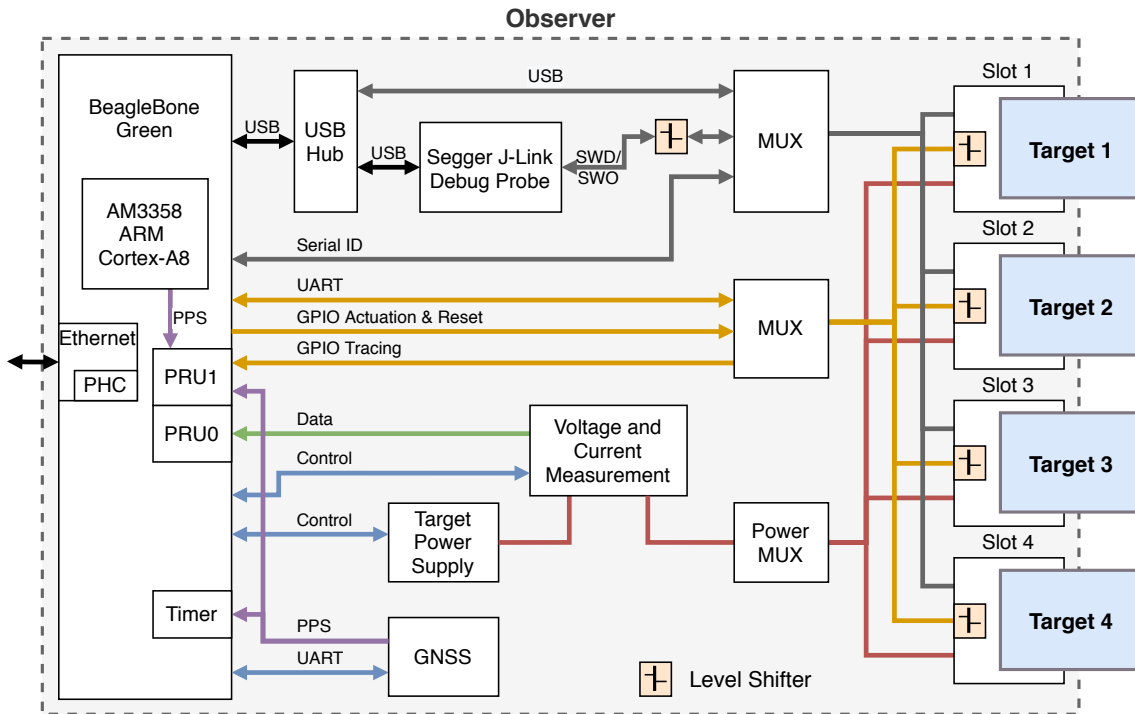 Observer
BeagleBone
Green
AM3358
ARM
Cortex-A8
PPS
Ethernet
PHC
PRU1
PRU0
Timer
USB
USB
Hub
USB
USB
Segger J-Link
Debug Probe
SWD/
SWO
MUX
Serial ID
UART
GPIO Actuation & Reset
GPIO Tracing
MUX
Data
Control
Voltage and
Current
Measurement
Control
Target
Power
Supply
Power
MUX
PPS
UART
GNSS
Level Shifter
Slot 1
Target 1
Slot 2
Target 2
Slot 3
Target 3
Slot 4
Target 4